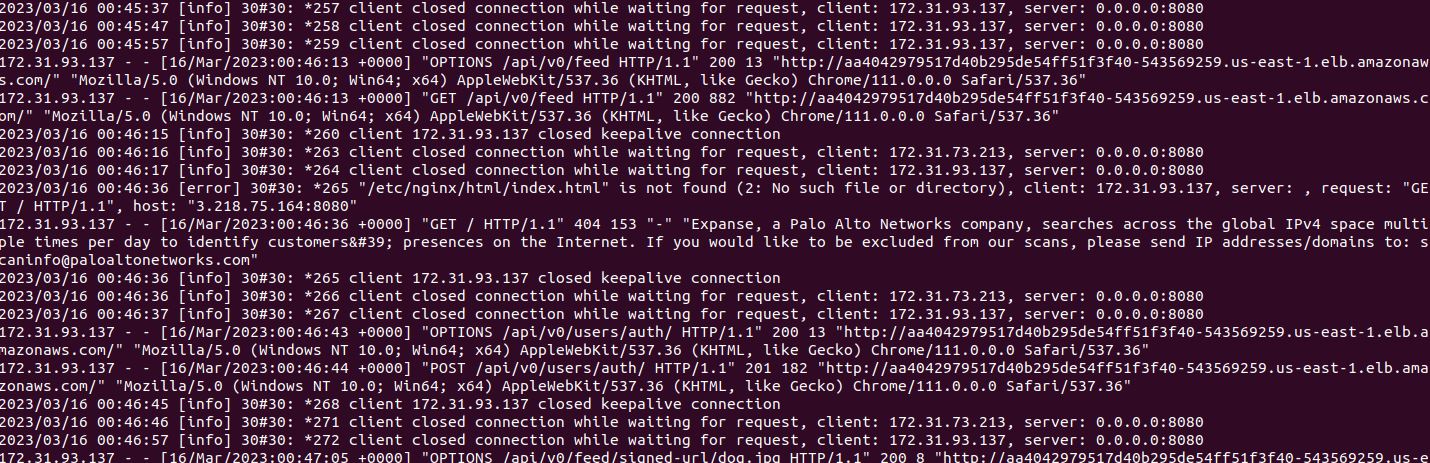 2023/03/16 00:45:37 [info] 30#30: *257 client closed connection while waiting for request, client: 172.31.93.137, server: 0.0.0.0:8080
2023/03/16 00:45:47 [info] 30#30: *258 client closed connection while waiting for request, client: 172.31.93.137, server: 0.0.0.0:8080
2023/03/16 00:45:57 [info] 30#30: *259 client closed connection while waiting for request, client: 172.31.93.137, server: 0.0.0.0:8080
172.31.93.137 - - [16/Mar/2023:00:46:13 +0000] "OPTIONS /api/v0/feed HTTP/1.1" 200 13 "http://aa4042979517d40b295de54ff51f3f40-543569259.us-east-1.elb.amazonaw
s.com/" "Mozilla/5.0 (Windows NT 10.0; Win64; x64) AppleWebKit/537.36 (KHTML, like Gecko) Chrome/111.0.0.0 Safari/537.36"
172.31.93.137 - - [16/Mar/2023:00:46:13 +0000] "GET /api/v0/feed HTTP/1.1" 200 882 "http://aa4042979517d40b295de54ff51f3f40-543569259.us-east-1.elb.amazonaws.c
om/" "Mozilla/5.0 (Windows NT 10.0; Win64; x64) AppleWebKit/537.36 (KHTML, like Gecko) Chrome/111.0.0.0 Safari/537.36"
2023/03/16 00:46:15 [info] 30#30: *260 client 172.31.93.137 closed keepalive connection
2023/03/16 00:46:16 [info] 30#30: *263 client closed connection while waiting for request, client: 172.31.73.213, server: 0.0.0.0:8080
2023/03/16 00:46:17 [info] 30#30: *264 client closed connection while waiting for request, client: 172.31.93.137, server: 0.0.0.0:8080
2023/03/16 00:46:36 [error] 30#30: *265 "/etc/nginx/html/index.html" is not found (2: No such file or directory), client: 172.31.93.137, server: , request: "GE
T / HTTP/1.1", host: "3.218.75.164:8080"
172.31.93.137 - - [16/Mar/2023:00:46:36 +0000] "GET / HTTP/1.1" 404 153 "-" "Expanse, a Palo Alto Networks company, searches across the global IPv4 space multi
ple times per day to identify customers&#39; presences on the Internet. If you would like to be excluded from our scans, please send IP addresses/domains to: s
caninfo@paloaltonetworks.com"
2023/03/16 00:46:36 [info] 30#30: *265 client 172.31.93.137 closed keepalive connection
2023/03/16 00:46:36 [info] 30#30: *266 client closed connection while waiting for request, client: 172.31.73.213, server: 0.0.0.0:8080
2023/03/16 00:46:37 [info] 30#30: *267 client closed connection while waiting for request, client: 172.31.93.137, server: 0.0.0.0:8080
172.31.93.137 - - [16/Mar/2023:00:46:43 +0000] "OPTIONS /api/v0/users/auth/ HTTP/1.1" 200 13 "http://aa4042979517d40b295de54ff51f3f40-543569259.us-east-1.elb.a
mazonaws.com/" "Mozilla/5.0 (Windows NT 10.0; Win64; x64) AppleWebKit/537.36 (KHTML, like Gecko) Chrome/111.0.0.0 Safari/537.36"
172.31.93.137 - - [16/Mar/2023:00:46:44 +0000] "POST /api/v0/users/auth/ HTTP/1.1" 201 182 "http://aa4042979517d40b295de54ff51f3f40-543569259.us-east-1.elb.ama
zonaws.com/" "Mozilla/5.0 (Windows NT 10.0; Win64; x64) AppleWebKit/537.36 (KHTML, like Gecko) Chrome/111.0.0.0 Safari/537.36"
2023/03/16 00:46:45 [info] 30#30: *268 client 172.31.93.137 closed keepalive connection
2023/03/16 00:46:46 [info] 30#30: *271 client closed connection while waiting for request, client: 172.31.73.213, server: 0.0.0.0:8080
2023/03/16 00:46:57 [info] 30#30: *272 client closed connection while waiting for request, client: 172.31.93.137, server: 0.0.0.0:8080
172.31.93.137 - - [16/Mar/2023:00:47:05 +0000] "OPTIONS /api/v0/feed/signed-url/dog.jpg HTTP/1.1" 200 8 "http://aa4042979517d40b295de54ff51f3f40-543569259.us-e